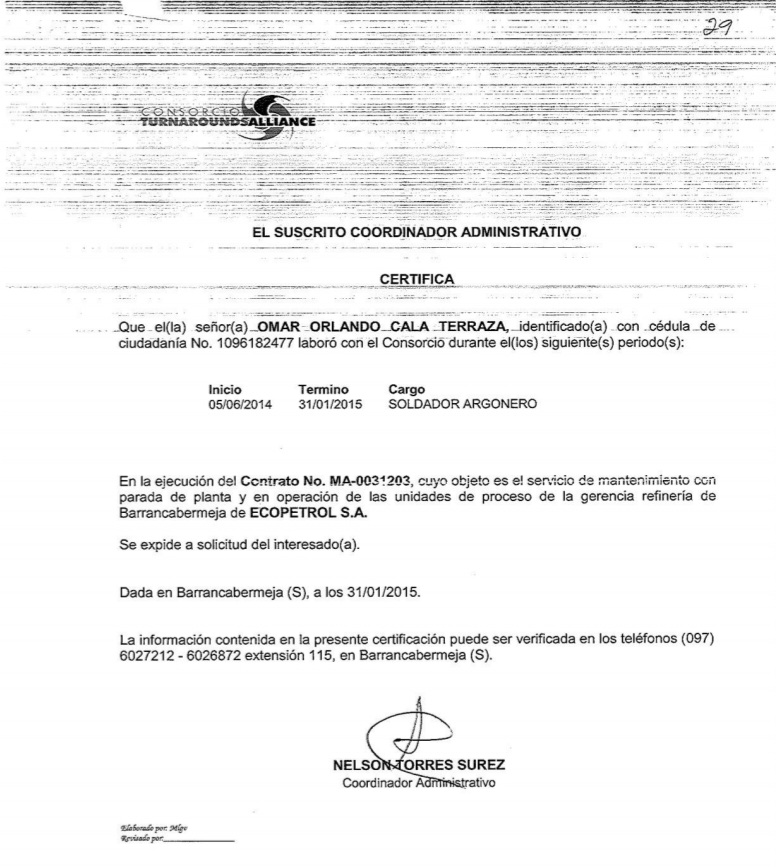 29
CONSORCIO
TURNAROUNDSALLIANCE
EL SUSCRITO COORDINADOR ADMINISTRATIVO
CERTIFICA
Que el(la) señor(a) OMAR ORLANDO CALA TERRAZA, identificado(a) con cédula de
ciudadanía No. 1096182477 laboró con el Consorcio durante el(los) siguiente(s) periodo(s):
Inicio Termino Cargo
05/06/2014 31/01/2015 SOLDADOR ARGONERO
En la ejecución del Contrato No. MA-0031203, cuyo objeto es el servicio de mantenimiento con
parada de planta y en operación de las unidades de proceso de la gerencia refinería de
Barrancabermeja de ECOPETROL S.A.
Se expide a solicitud del interesado(a).
Dada en Barrancabermeja (S), a los 31/01/2015.
La información contenida en la presente certificación puede ser verificada en los teléfonos (097)
6027212 - 6026872 extensión 115, en Barrancabermeja (S).
NELSON TORRES SUREZ
Coordinador Administrativo
Elaborado por: Mlgv
Revisado por: